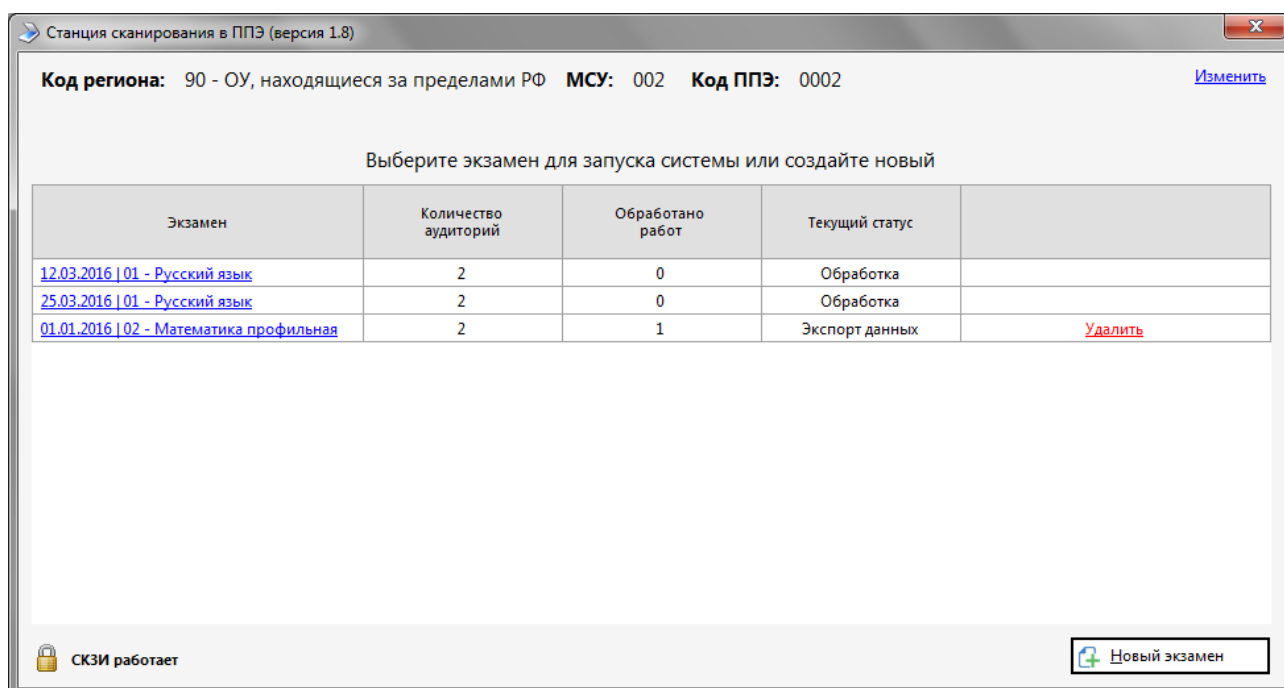 Станция сканирования в ППЭ (версия 1.8)
Код региона: 90 - ОУ, находящиеся за пределами РФ МСУ: 002 Код ППЭ: 0002 Изменить
Выберите экзамен для запуска системы или создайте новый
Экзамен Количество аудиторий Обработано работ Текущий статус
12.03.2016 | 01 - Русский язык 2 0 Обработка
25.03.2016 | 01 - Русский язык 2 0 Обработка
01.01.2016 | 02 - Математика профильная 2 1 Экспорт данных Удалить
СКЗИ работает Новый экзамен